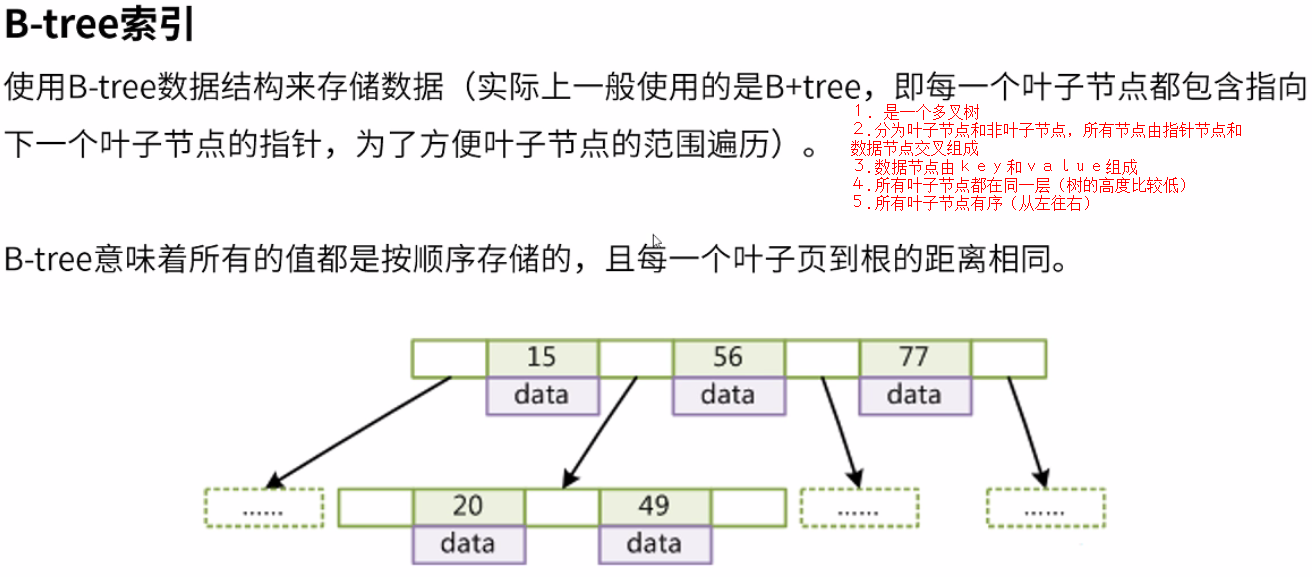 B-tree索引
使用B-tree数据结构来存储数据（实际上一般使用的是B+tree，即每一个叶子节点都包含指向
下一个叶子节点的指针，为了方便叶子节点的范围遍历）。
1．是一个多叉树
2.分为叶子节点和非叶子节点，所有节点由指针节点和
数据节点交叉组成
3.数据节点由ｋｅｙ和ｖａｌｕｅ组成
4.所有叶子节点都在同一层（树的高度比较低）
5.所有叶子节点有序（从左往右）
B-tree意味着所有的值都是按顺序存储的，且每一个叶子页到根的距离相同。
15 56 77
data data data
...... 20 49 ...... ......
data data